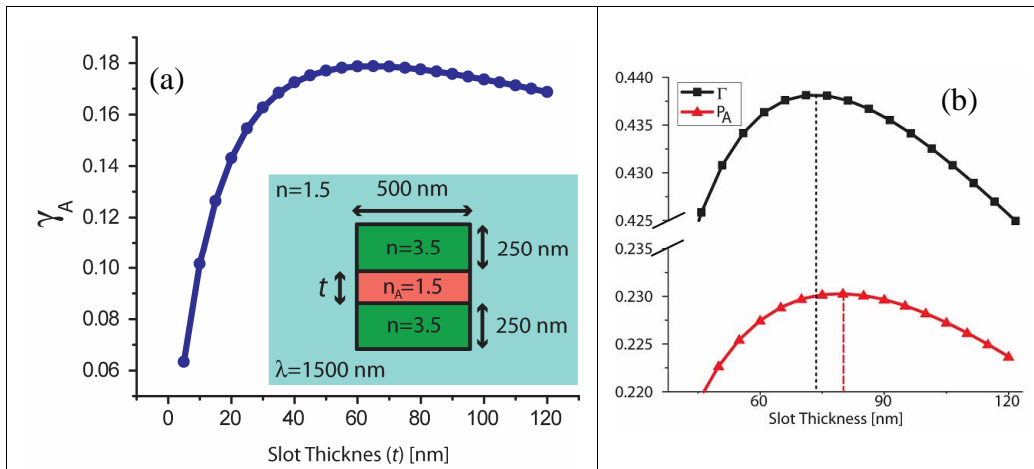 (a)
0.18
0.16
0.14
0.12
0.10
0.08
0.06
γA
n=1.5
500 nm
n=3.5
250 nm
t
nA=1.5
n=3.5
250 nm
λ=1500 nm
0 20 40 60 80 100 120
Slot Thicknes (t) [nm]
(b)
Γ
PA
0.440
0.435
0.430
0.425
0.235
0.230
0.225
0.220
60 90 120
Slot Thickness [nm]